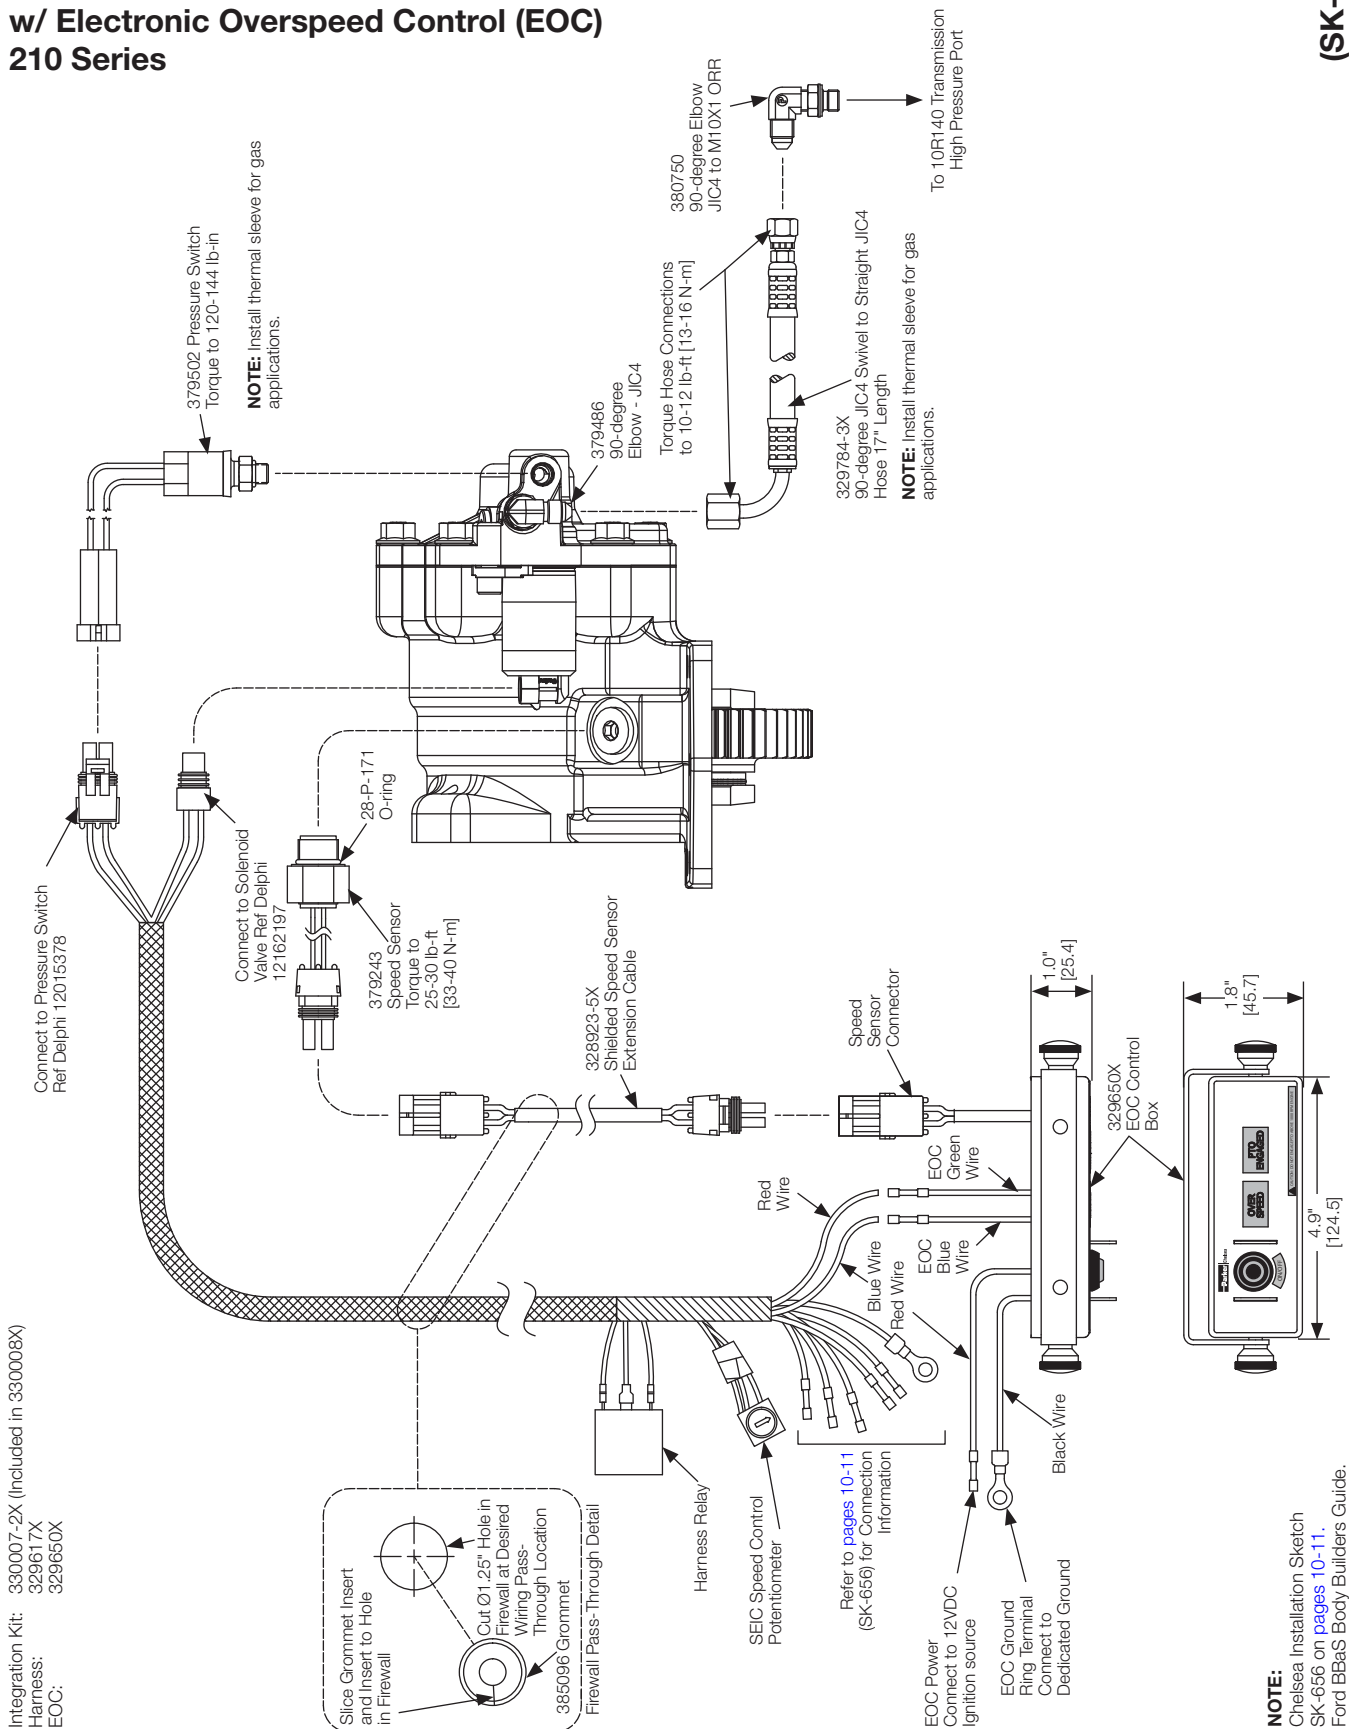 w/ Electronic Overspeed Control (EOC)
210 Series
(SK-
Integration Kit: 330007-2X (Included in 330008X)
Harness: 329617X
EOC: 329650X
Connect to Pressure Switch
Ref Delphi 12015378
Connect to Solenoid
Valve Ref Delphi
12162197
379502 Pressure Switch
Torque to 120-144 lb-in
NOTE: Install thermal sleeve for gas
applications.
28-P-171
O-ring
379243
Speed Sensor
Torque to
25-30 lb-ft
[33-40 N-m]
379486
90-degree
Elbow - JIC4
Torque Hose Connections
to 10-12 lb-ft [13-16 N-m]
380750
90-degree Elbow
JIC4 to M10X1 ORR
To 10R140 Transmission
High Pressure Port
329784-3X
90-degree JIC4 Swivel to Straight JIC4
Hose 17" Length
NOTE: Install thermal sleeve for gas
applications.
328923-5X
Shielded Speed Sensor
Extension Cable
Speed
Sensor
Connector
Red
Wire
EOC
Green
Wire
Blue Wire
EOC
Blue
Wire
Red Wire
Black Wire
329650X
EOC Control
Box
1.0"
[25.4]
1.8"
[45.7]
4.9"
[124.5]
OVER
SPEED
PTO
ENGAGED
ON/OFF
Slice Grommet Insert
and Insert to Hole
in Firewall
Cut Ø1.25" Hole in
Firewall at Desired
Wiring Pass-
Through Location
385096 Grommet
Firewall Pass-Through Detail
Harness Relay
SEIC Speed Control
Potentiometer
Refer to pages 10-11
(SK-656) for Connection
Information
EOC Power
Connect to 12VDC
Ignition source
EOC Ground
Ring Terminal
Connect to
Dedicated Ground
NOTE:
Chelsea Installation Sketch
SK-656 on pages 10-11.
Ford BBaS Body Builders Guide.